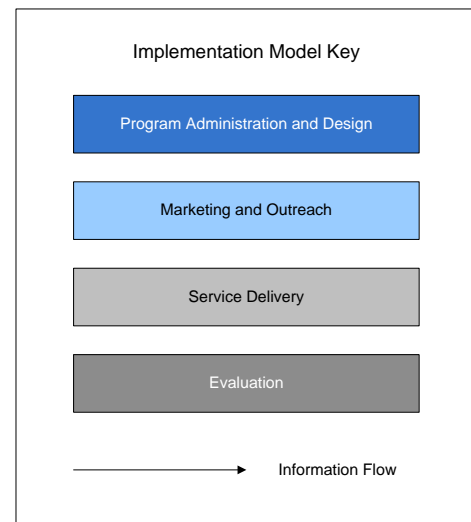 Implementation Model Key
Program Administration and Design
Marketing and Outreach
Service Delivery
Evaluation
Information Flow